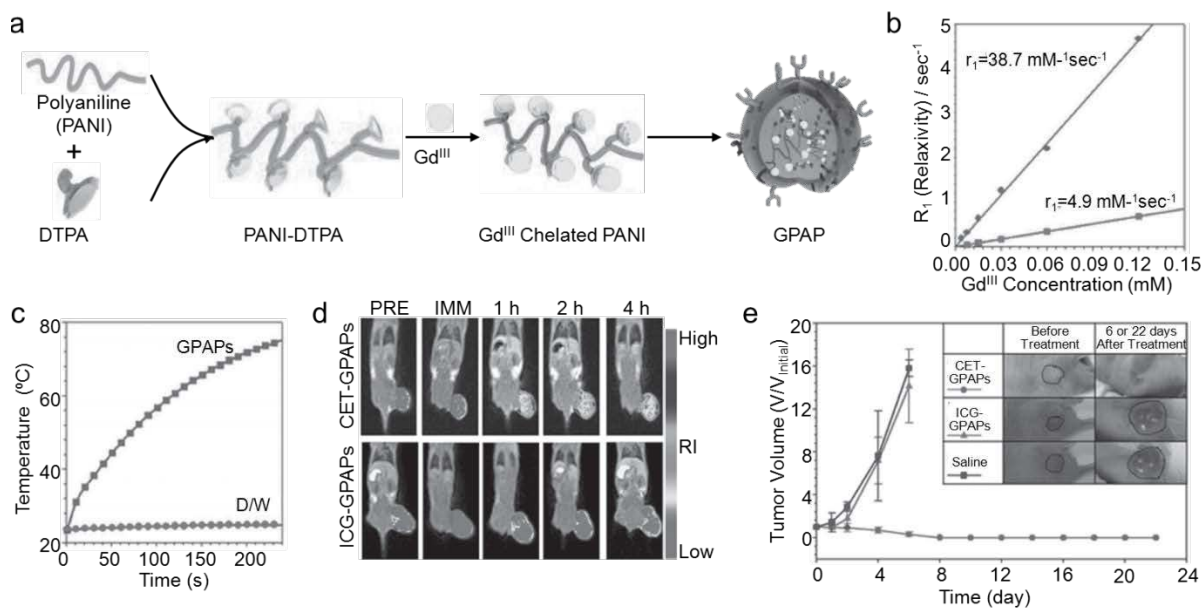 a
Polyaniline
(PANI)
+
DTPA
PANI-DTPA
Gd^III
Gd^III Chelated PANI
GPAP
b
R₁ (Relaxivity) / sec⁻¹
5
4
3
2
1
0
r₁=38.7 mM-¹sec⁻¹
r₁=4.9 mM-¹sec⁻¹
0.00 0.03 0.06 0.09 0.12 0.15
Gd^III Concentration (mM)
c
Temperature (ºC)
80
60
40
20
GPAPs
D/W
0 50 100 150 200
Time (s)
d
PRE IMM 1 h 2 h 4 h
CET-GPAPs
ICG-GPAPs
High
RI
Low
e
Tumor Volume (V/V_Initial)
20
16
12
8
4
0
Before
Treatment
6 or 22 days
After Treatment
CET-
GPAPs
ICG-
GPAPs
Saline
0 4 8 12 16 20 24
Time (day)